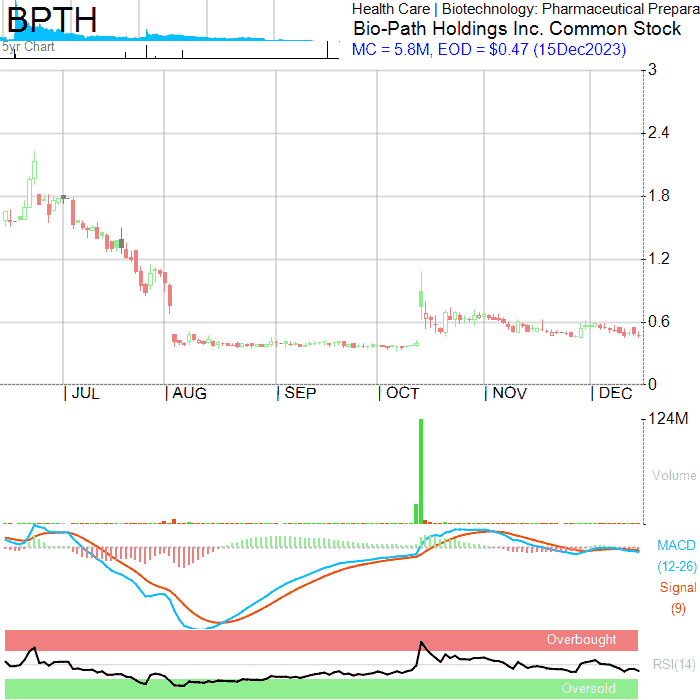 BPTH
5yr Chart
Health Care | Biotechnology: Pharmaceutical Prepara
Bio-Path Holdings Inc. Common Stock
MC = 5.8M, EOD = $0.47 (15Dec2023)
3
2.4
1.8
1.2
0.6
0
JUL AUG SEP OCT NOV DEC
124M
Volume
MACD
(12-26)
Signal
(9)
Overbought
RSI(14)
Oversold